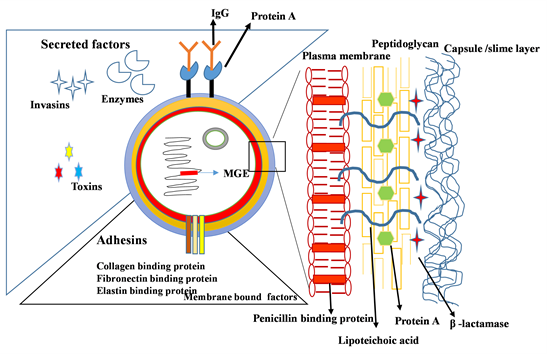 IgG
Protein A
Secreted factors
Invasins
Enzymes
Toxins
MGE
Adhesins
Collagen binding protein
Fibronectin binding protein
Elastin binding protein
Membrane bound factors
Plasma membrane
Peptidoglycan
Capsule /slime layer
Penicillin binding protein
Lipoteichoic acid
Protein A
β -lactamase